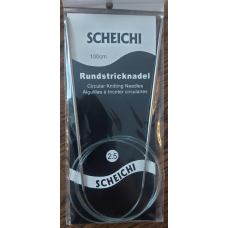 SCHEICHI
100cm
Rundstricknadel
Circular Knitting Needles
Aiguilles à tricoter circulaires
2.5
SCHEICHI